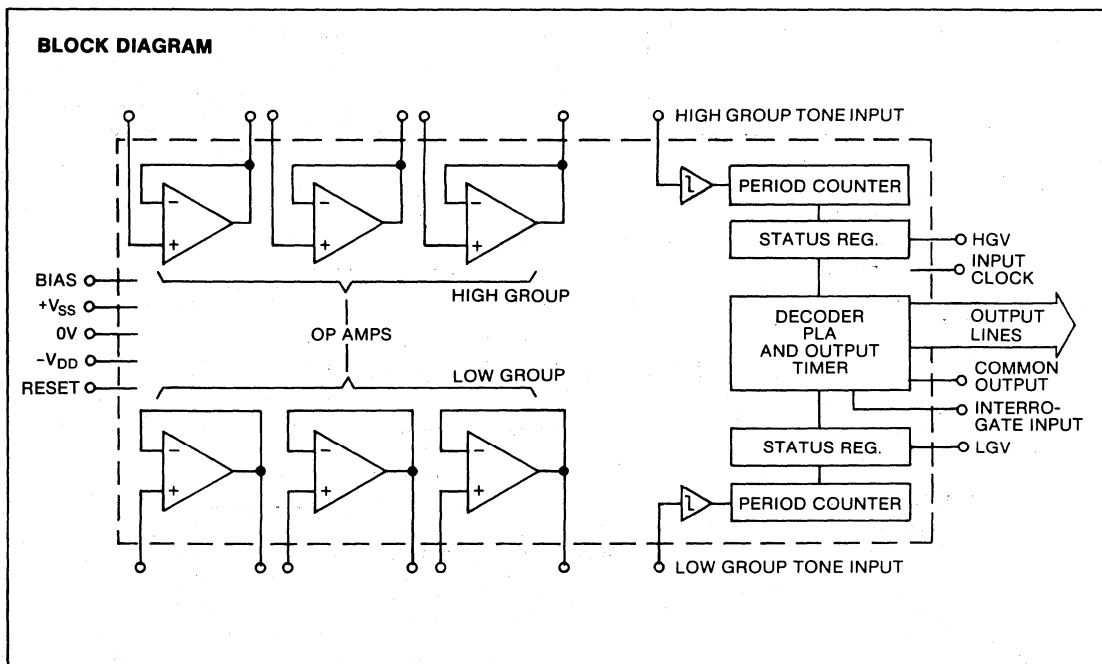 BLOCK DIAGRAM
HIGH GROUP TONE INPUT
PERIOD COUNTER
STATUS REG.
HGV
INPUT
CLOCK
BIAS
+VSS
0V
-VDD
RESET
HIGH GROUP
OP AMPS
LOW GROUP
DECODER
PLA
AND OUTPUT
TIMER
OUTPUT
LINES
COMMON
OUTPUT
INTERRO-
GATE INPUT
STATUS REG.
LGV
PERIOD COUNTER
LOW GROUP TONE INPUT
- + - + - +
- + - + - +